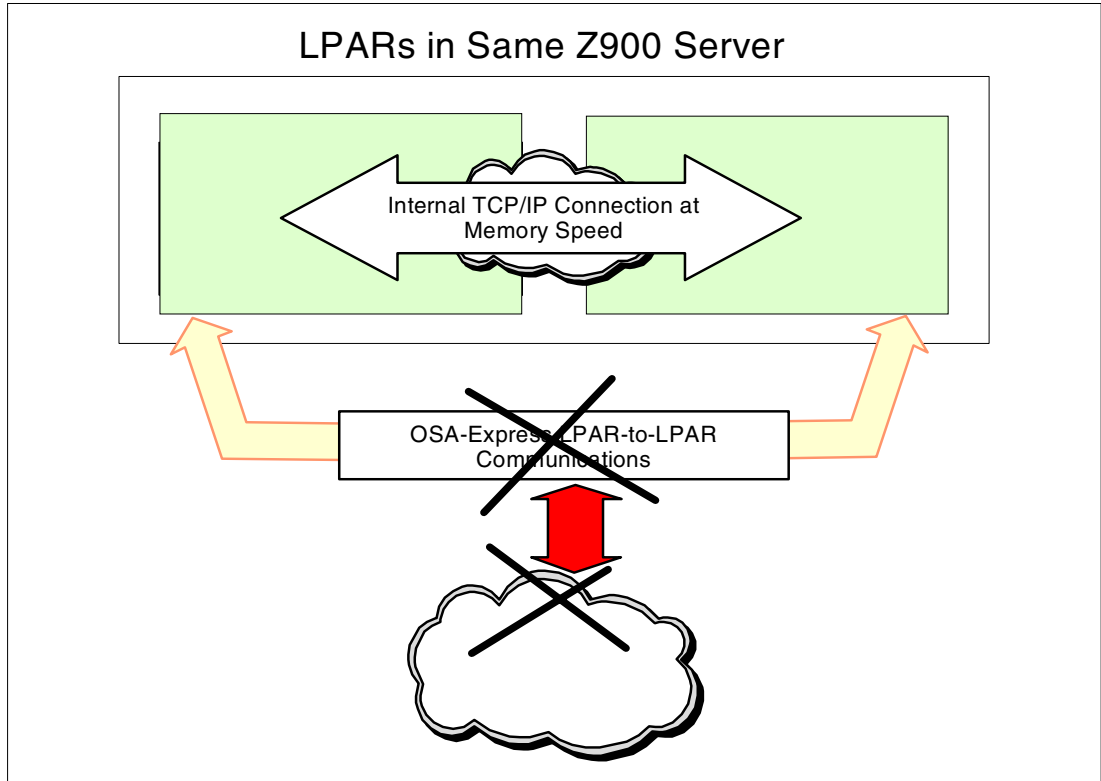 LPARs in Same Z900 Server
Internal TCP/IP Connection at
Memory Speed
OSA-Express LPAR-to-LPAR
Communications